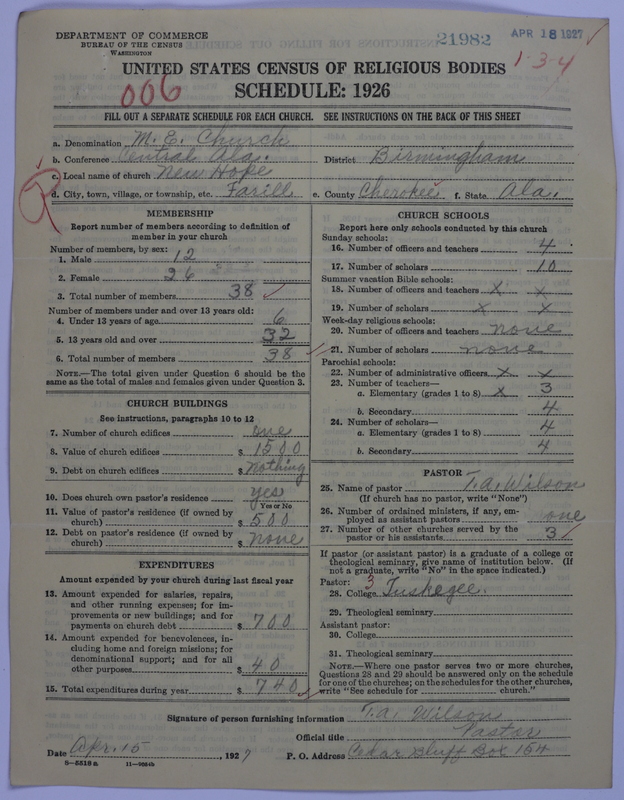 DEPARTMENT OF COMMERCE
BUREAU OF THE CENSUS
WASHINGTON
21982
APR 18 1927
1-3-4
UNITED STATES CENSUS OF RELIGIOUS BODIES
006
SCHEDULE: 1926
FILL OUT A SEPARATE SCHEDULE FOR EACH CHURCH. SEE INSTRUCTIONS ON THE BACK OF THIS SHEET
a. Denomination M. E. Church
b. Conference Central Ala. District Birmingham
c. Local name of church New Hope
d. City, town, village, or township, etc. Farill e. County Cherokee f. State Ala.
MEMBERSHIP
Report number of members according to definition of
member in your church
Number of members, by sex:
1. Male 12
2. Female 26
3. Total number of members 38
Number of members under and over 13 years old:
4. Under 13 years of age 6
5. 13 years old and over 32
6. Total number of members 38
NOTE.—The total given under Question 6 should be
same as the total of males and females given under Question 3.
CHURCH BUILDINGS
See instructions, paragraphs 10 to 12
7. Number of church edifices one
8. Value of church edifices $ 1500
9. Debt on church edifices $ nothing
10. Does church own pastor's residence yes
Yes or No
11. Value of pastor's residence (if owned by
church) $ 500
12. Debt on pastor's residence (if owned by
church) $ none
EXPENDITURES
Amount expended by your church during last fiscal year
13. Amount expended for salaries, repairs,
and other running expenses; for im-
provements or new buildings; and for
payments on church debt $ 700
14. Amount expended for benevolences, in-
cluding home and foreign missions; for
denominational support; and for all
other purposes $ 40
15. Total expenditures during year $ 740
CHURCH SCHOOLS
Report here only schools conducted by this church
Sunday schools:
16. Number of officers and teachers 4
17. Number of scholars 10
Summer vacation Bible schools:
18. Number of officers and teachers x x
19. Number of scholars x x
Week-day religious schools:
20. Number of officers and teachers none
21. Number of scholars none
Parochial schools:
22. Number of administrative officers x x
23. Number of teachers—
a. Elementary (grades 1 to 8) x 3
b. Secondary 4
24. Number of scholars—
a. Elementary (grades 1 to 8) 4
b. Secondary 4
PASTOR
25. Name of pastor T. A. Wilson
(If church has no pastor, write "None")
26. Number of ordained ministers, if any, em-
ployed as assistant pastors one
27. Number of other churches served by the
pastor or his assistants 3
If pastor (or assistant pastor) is a graduate of a college or
theological seminary, give name of institution below. (If
not a graduate, write "No" in the space indicated.)
Pastor: 3
28. College Tuskegee.
29. Theological seminary
Assistant pastor:
30. College
31. Theological seminary
NOTE.—Where one pastor serves two or more churches,
Questions 28 and 29 should be answered only on the schedule
for one of the churches; on the schedules for the other churches,
write "See schedule for church."
Signature of person furnishing information T. A. Wilson
Official title Pastor
Date Apr. 15, 1927 P. O. Address Cedar Bluff Box 154
8-5518 a 11-9664b